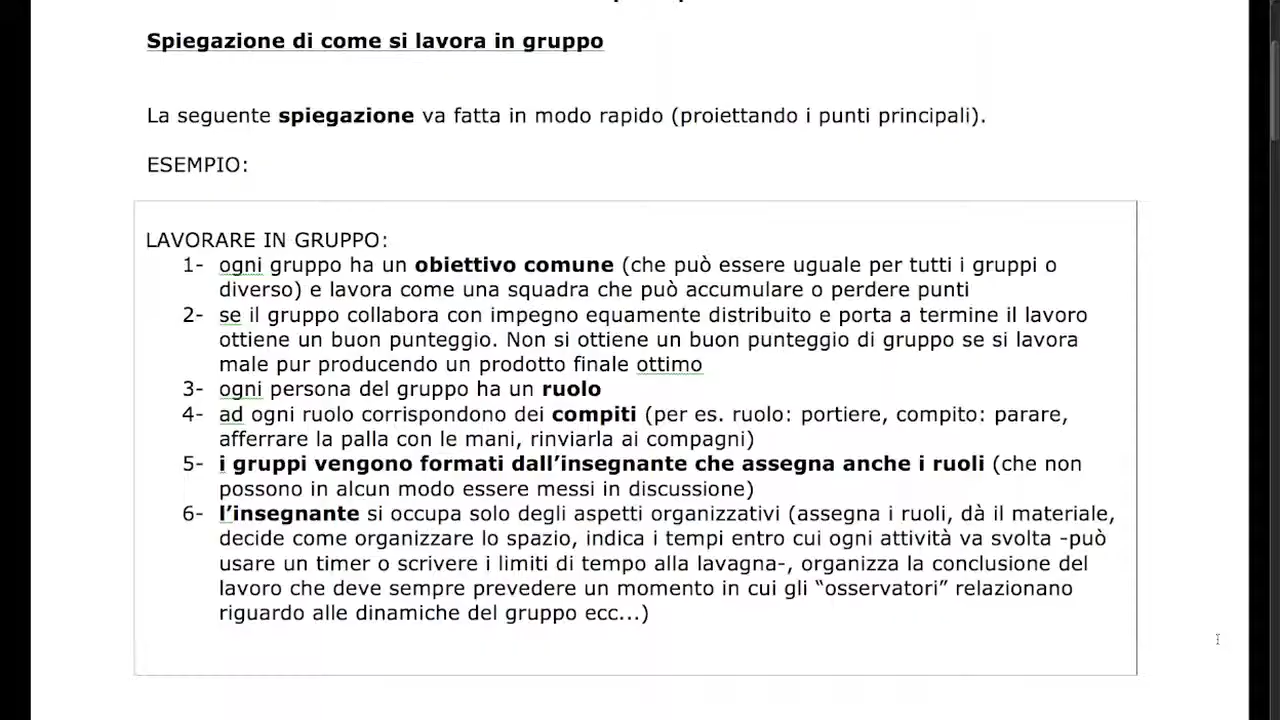 Spiegazione di come si lavora in gruppo
La seguente spiegazione va fatta in modo rapido (proiettando i punti principali).
ESEMPIO:
LAVORARE IN GRUPPO:
1- ogni gruppo ha un obiettivo comune (che può essere uguale per tutti i gruppi o
diverso) e lavora come una squadra che può accumulare o perdere punti
2- se il gruppo collabora con impegno equamente distribuito e porta a termine il lavoro
ottiene un buon punteggio. Non si ottiene un buon punteggio di gruppo se si lavora
male pur producendo un prodotto finale ottimo
3- ogni persona del gruppo ha un ruolo
4- ad ogni ruolo corrispondono dei compiti (per es. ruolo: portiere, compito: parare,
afferrare la palla con le mani, rinviarla ai compagni)
5- i gruppi vengono formati dall’insegnante che assegna anche i ruoli (che non
possono in alcun modo essere messi in discussione)
6- l’insegnante si occupa solo degli aspetti organizzativi (assegna i ruoli, dà il materiale,
decide come organizzare lo spazio, indica i tempi entro cui ogni attività va svolta -può
usare un timer o scrivere i limiti di tempo alla lavagna-, organizza la conclusione del
lavoro che deve sempre prevedere un momento in cui gli “osservatori” relazionano
riguardo alle dinamiche del gruppo ecc...)